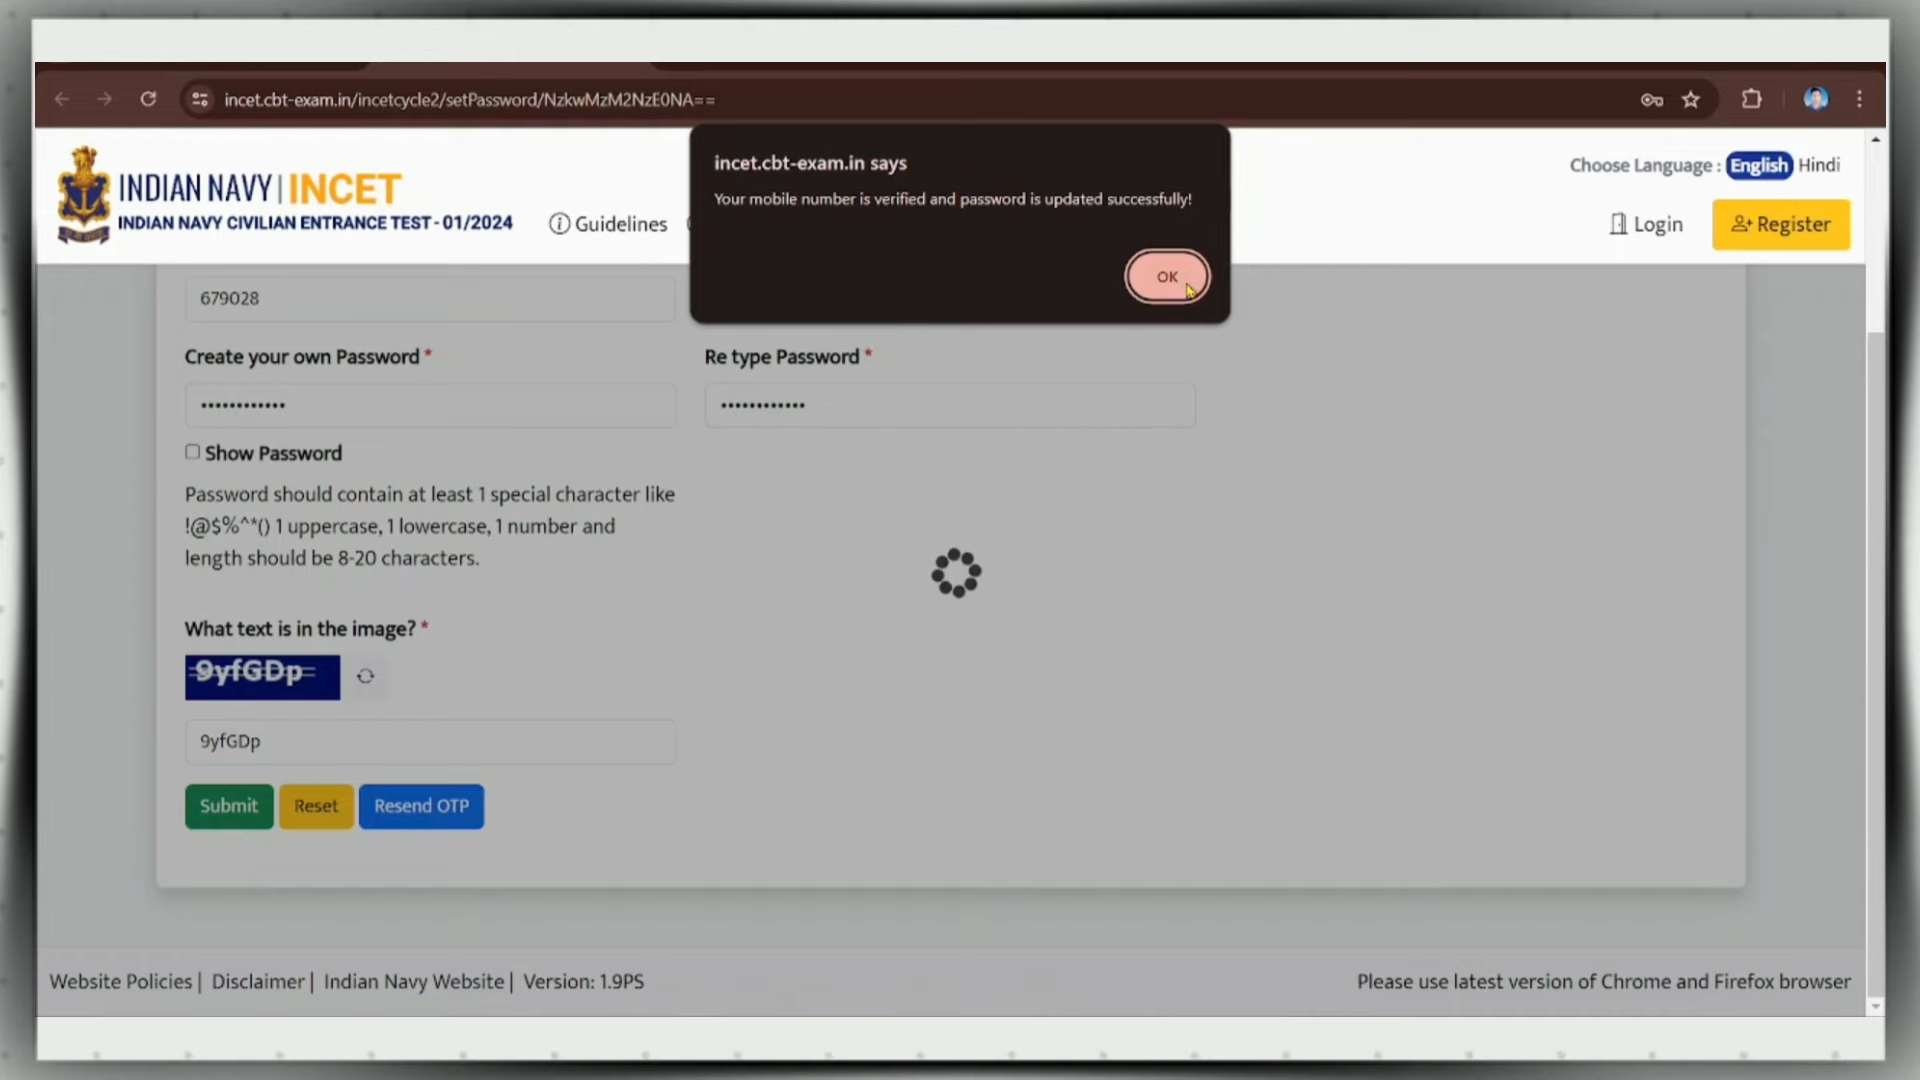 incet.cbt-exam.in/incetcycle2/setPassword/NzkwMzM2NzE0NA==
incet.cbt-exam.in says
Your mobile number is verified and password is updated successfully!
OK
INDIAN NAVY | INCET
INDIAN NAVY CIVILIAN ENTRANCE TEST - 01/2024
Guidelines
Choose Language : English Hindi
Login
Register
679028
Create your own Password *
Re type Password *
••••••••••••
••••••••••••
Show Password
Password should contain at least 1 special character like
!@$%^*() 1 uppercase, 1 lowercase, 1 number and
length should be 8-20 characters.
What text is in the image? *
9yfGDp
9yfGDp
Submit
Reset
Resend OTP
Website Policies | Disclaimer | Indian Navy Website | Version: 1.9PS
Please use latest version of Chrome and Firefox browser